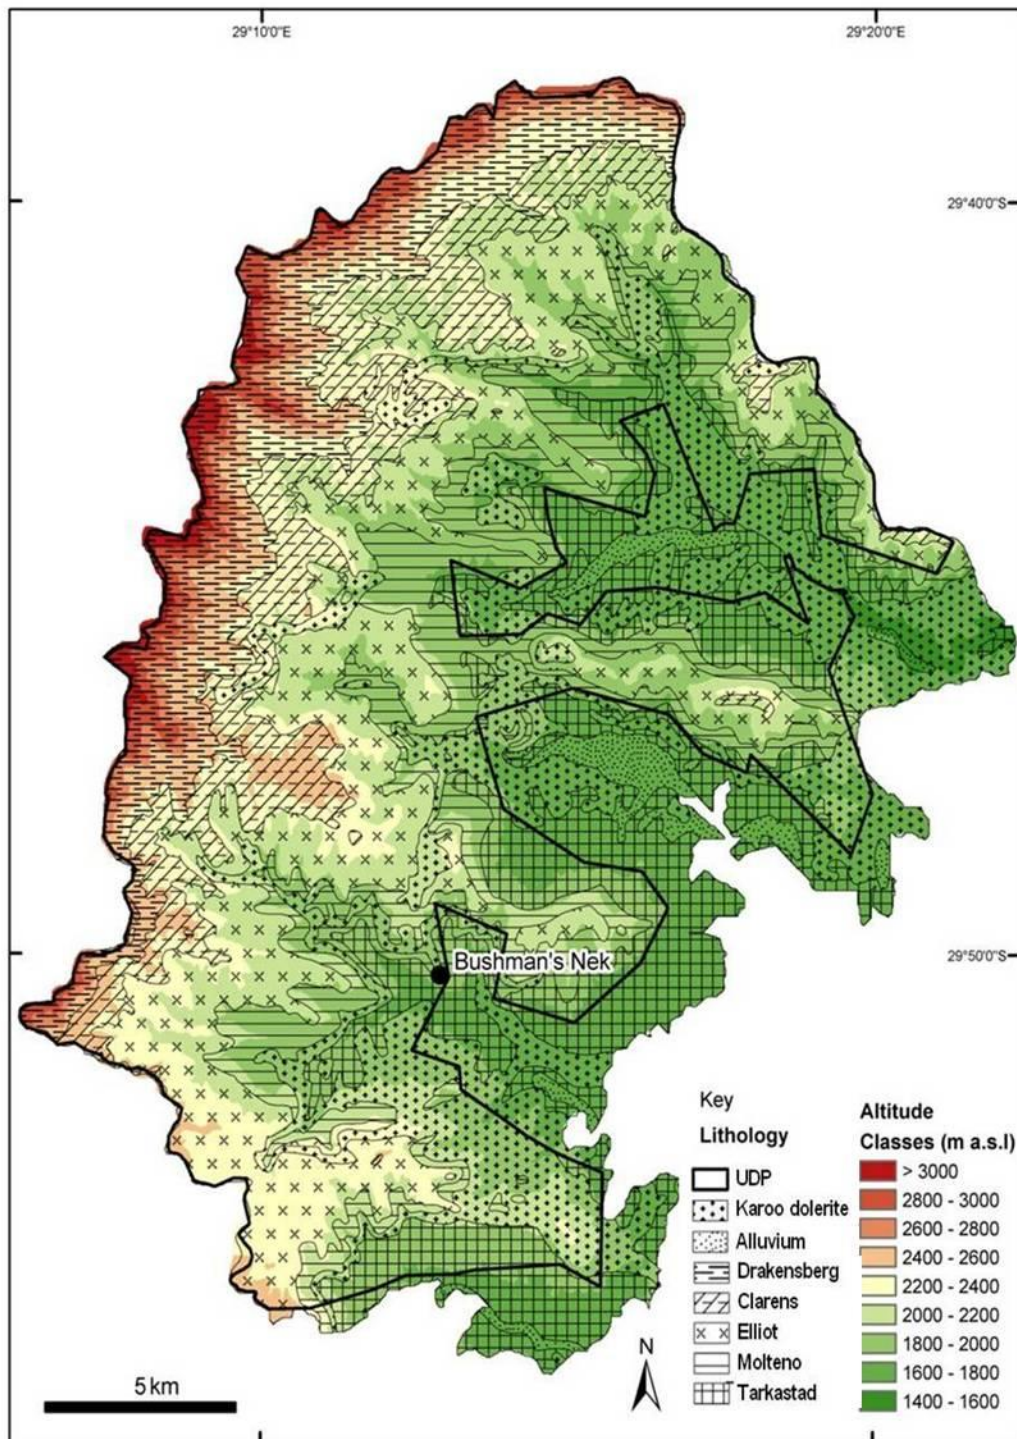 29°10'0"E
29°20'0"E
29°40'0"S
29°50'0"S
Bushman's Nek
Key
Lithology
UDP
Karoo dolerite
Alluvium
Drakensberg
Clarens
Elliot
Molteno
Tarkastad
Altitude
Classes (m a.s.l)
> 3000
2800 - 3000
2600 - 2800
2400 - 2600
2200 - 2400
2000 - 2200
1800 - 2000
1600 - 1800
1400 - 1600
N
5 km